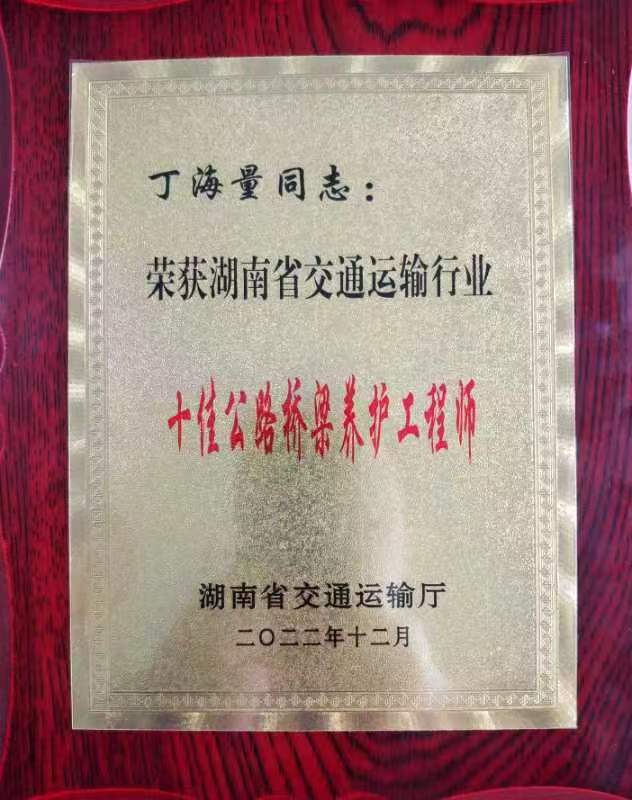 丁海量同志：
荣获湖南省交通运输行业
十佳公路桥梁养护工程师
湖南省交通运输厅
二〇二二年十二月